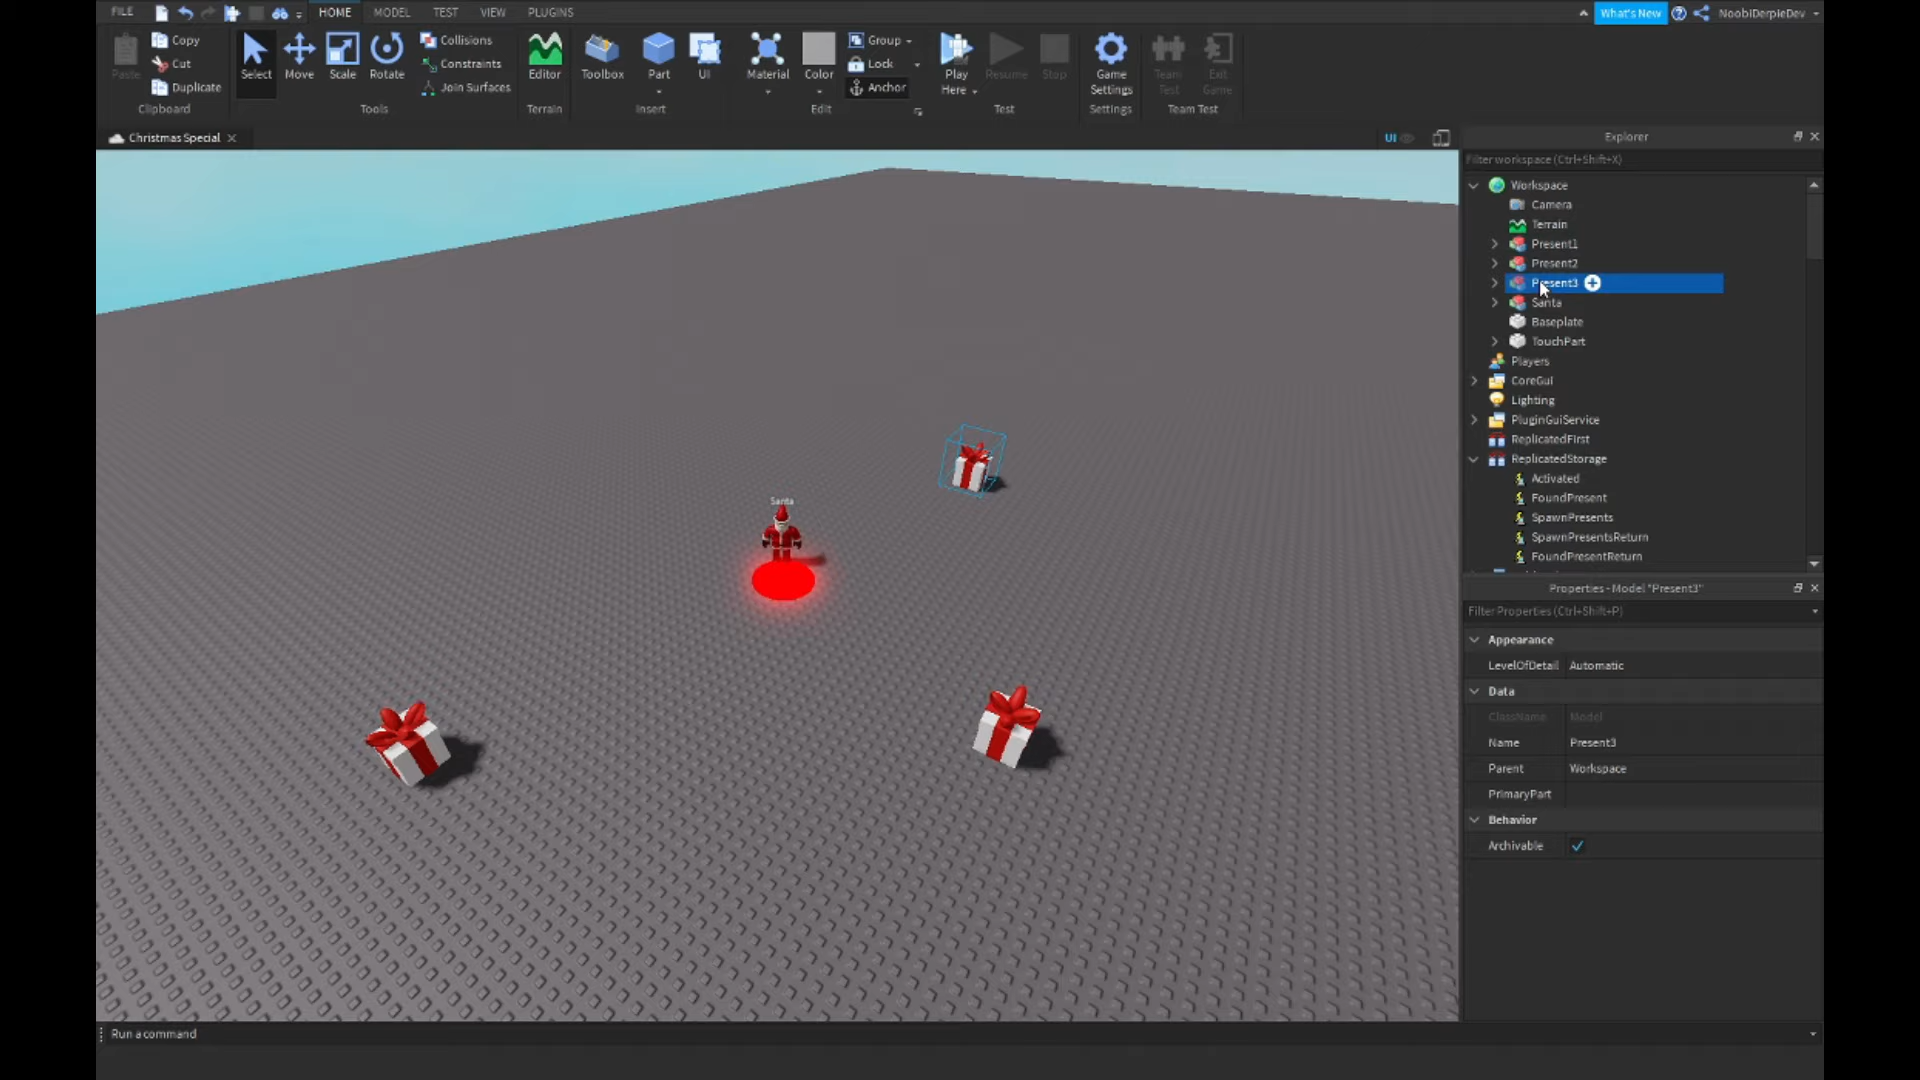 FILE HOME MODEL TEST VIEW PLUGINS What's New NoobiDerpieDev
Paste Copy Cut Duplicate Clipboard
Select Move Scale Rotate Collisions Constraints Join Surfaces Tools
Editor Terrain
Toolbox Part UI Insert
Material Color Group Lock Anchor Edit
Play Here Resume Stop Test
Game Settings Settings
Team Test Exit Game Team Test
Christmas Special
UI
Santa
Explorer
Filter workspace (Ctrl+Shift+X)
Workspace
Camera
Terrain
Present1
Present2
Present3
Santa
Baseplate
TouchPart
Players
CoreGui
Lighting
PluginGuiService
ReplicatedFirst
ReplicatedStorage
Activated
FoundPresent
SpawnPresents
SpawnPresentsReturn
FoundPresentReturn
Properties - Model "Present3"
Filter Properties (Ctrl+Shift+P)
Appearance
LevelOfDetail Automatic
Data
ClassName Model
Name Present3
Parent Workspace
PrimaryPart
Behavior
Archivable
Run a command